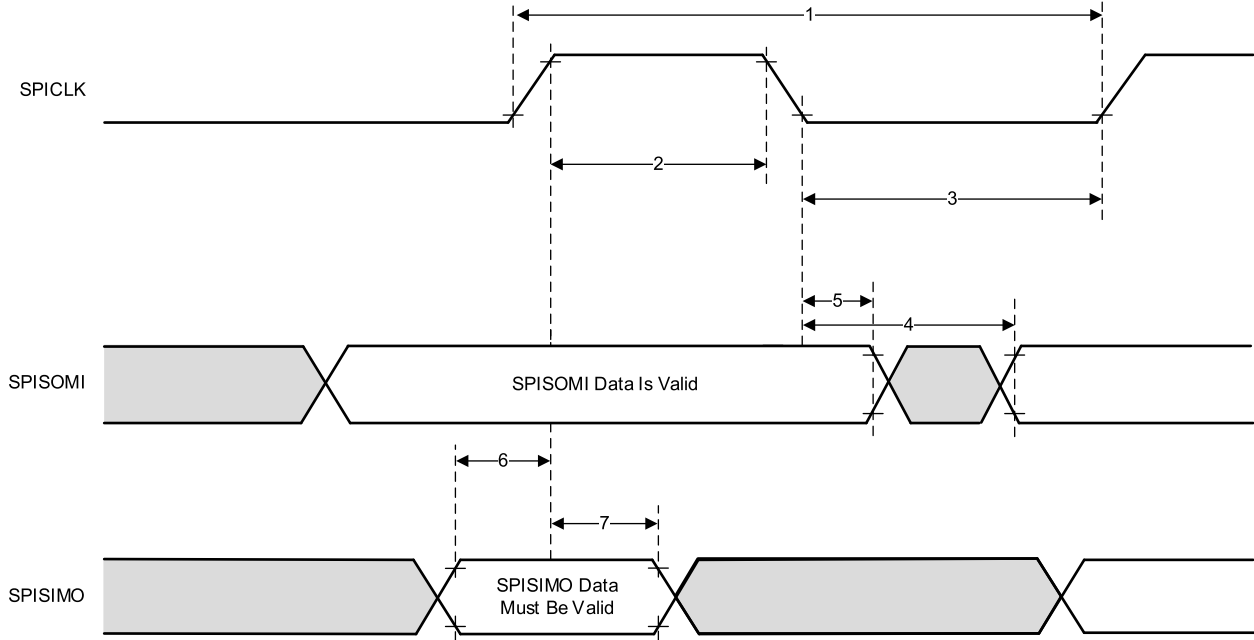 1
SPICLK
2
3
5
4
SPISOMI
SPISOMI Data Is Valid
6
7
SPISIMO
SPISIMO Data
Must Be Valid